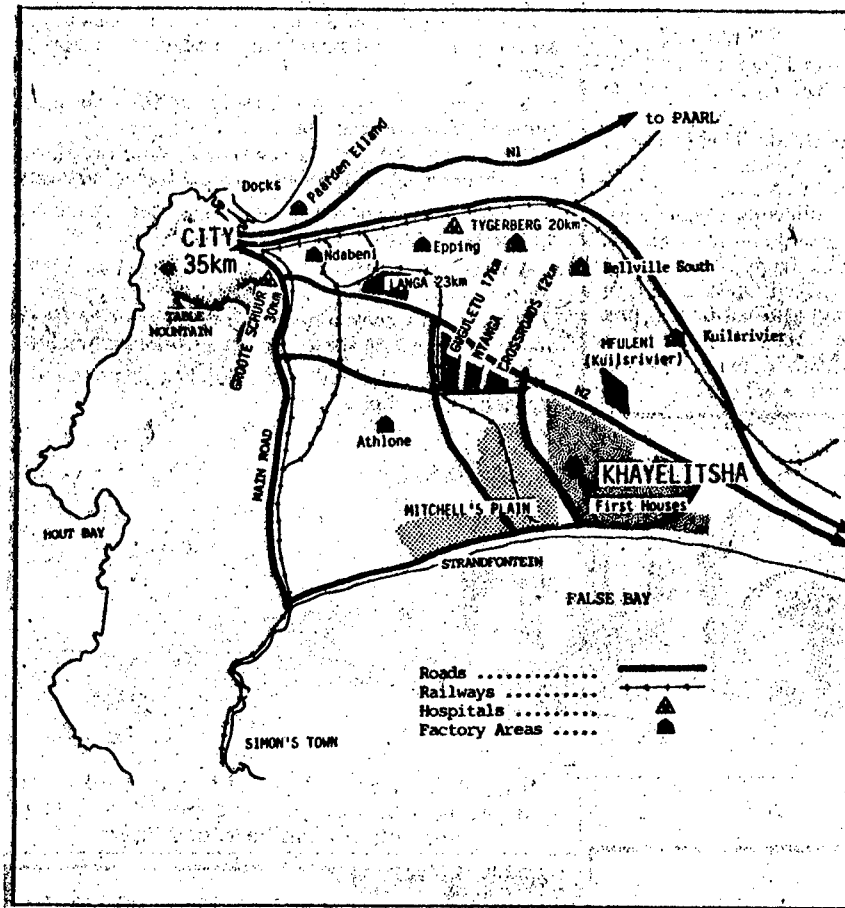 to PAARL
N1
Paarden Eiland
Docks
CITY
35km
TYGERBERG 20km
Epping
Ndabeni
LANGA 23km
Bellville South
GUGULETU 17km
NYANGA
CROSSROADS 12km
TABLE
MOUNTAIN
GROOTE SCHUUR
30km
MFULENI
(Kuilsrivier)
Kuilsrivier
N2
Athlone
MAIN ROAD
KHAYELITSHA
First Houses
MITCHELL'S PLAIN
HOUT BAY
STRANDFONTEIN
FALSE BAY
Roads .............
Railways ..........
Hospitals .........
Factory Areas .....
SIMON'S TOWN